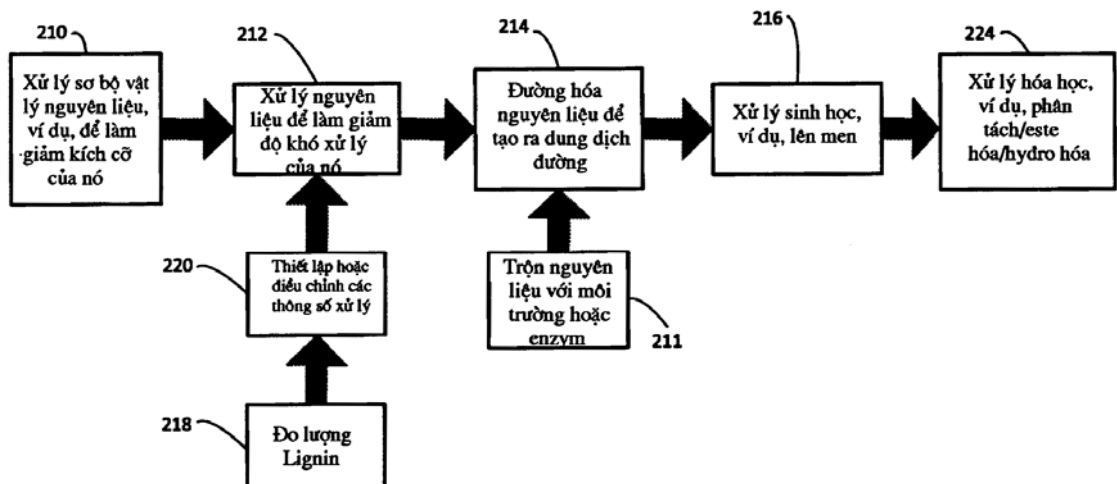 210
Xử lý sơ bộ vật
lý nguyên liệu,
ví dụ, để làm
giảm kích cỡ
của nó
212
Xử lý nguyên
liệu để làm giảm
độ khó xử lý
của nó
214
Đường hóa
nguyên liệu để
tạo ra dung dịch
đường
216
Xử lý sinh học,
ví dụ, lên men
224
Xử lý hóa học,
ví dụ, phân
tách/este
hóa/hydro hóa
220
Thiết lập hoặc
điều chỉnh các
thông số xử lý
Trộn nguyên
liệu với môi
trường hoặc
enzym
211
218
Đo lượng
Lignin